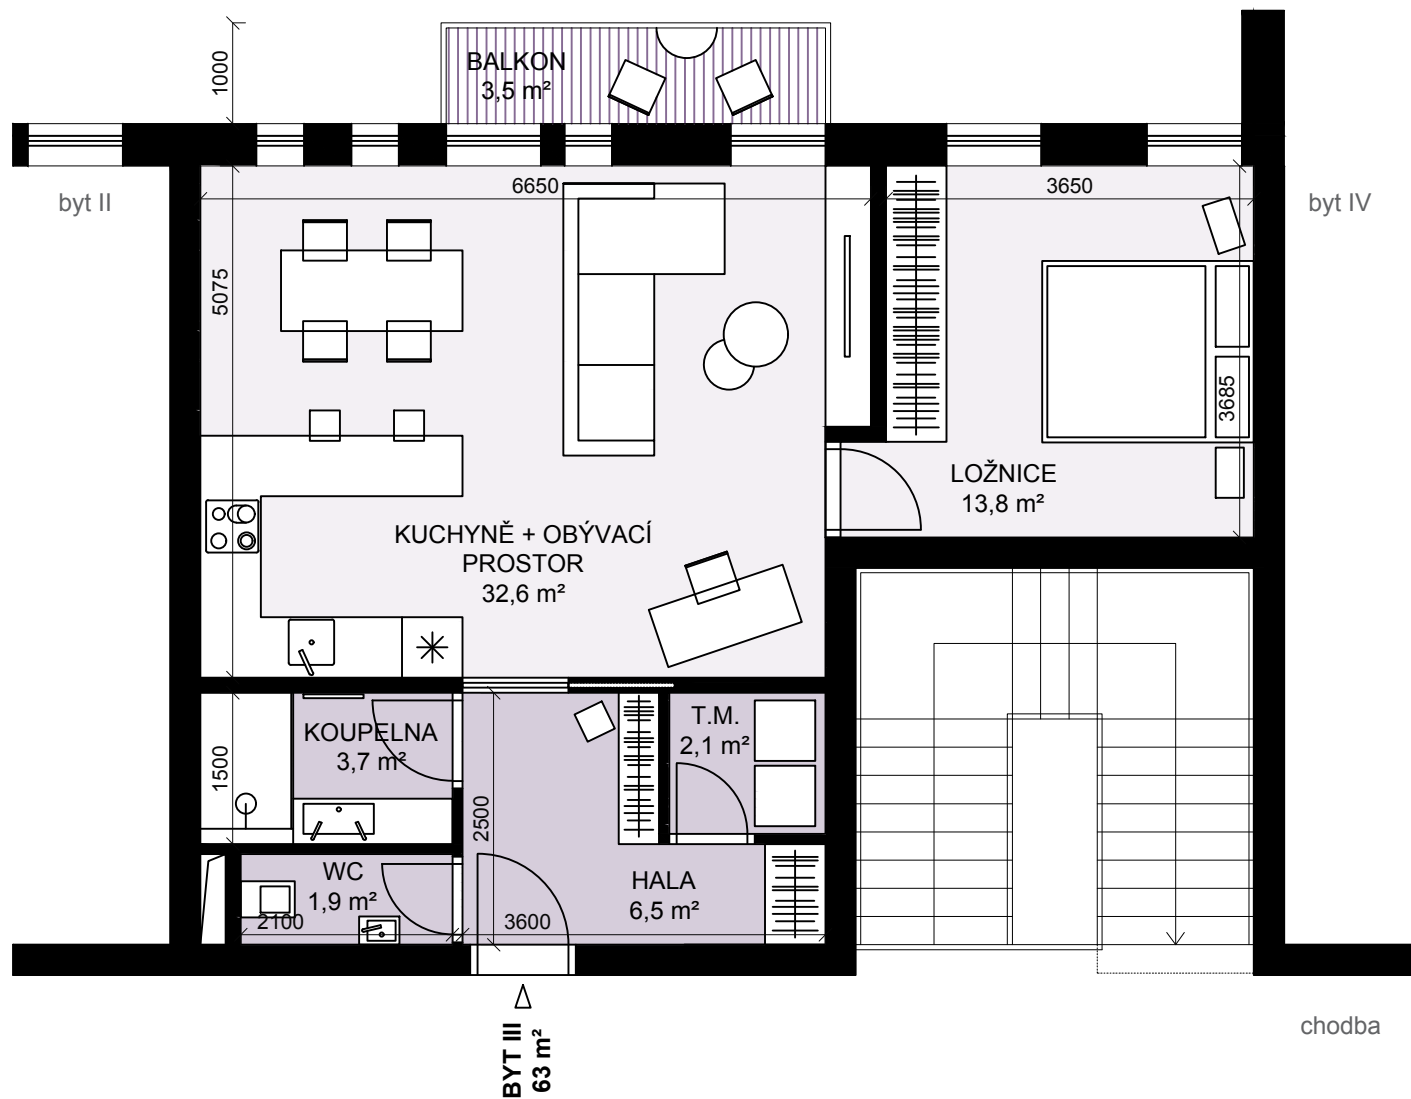 1000
BALKON
3,5 m²
byt II
6650
3650
byt IV
5075
3685
LOŽNICE
13,8 m²
KUCHYNĚ + OBÝVACÍ
PROSTOR
32,6 m²
KOUPELNA
3,7 m²
T.M.
2,1 m²
1500
2500
WC
1,9 m²
HALA
6,5 m²
2100
3600
BYT III
63 m²
chodba